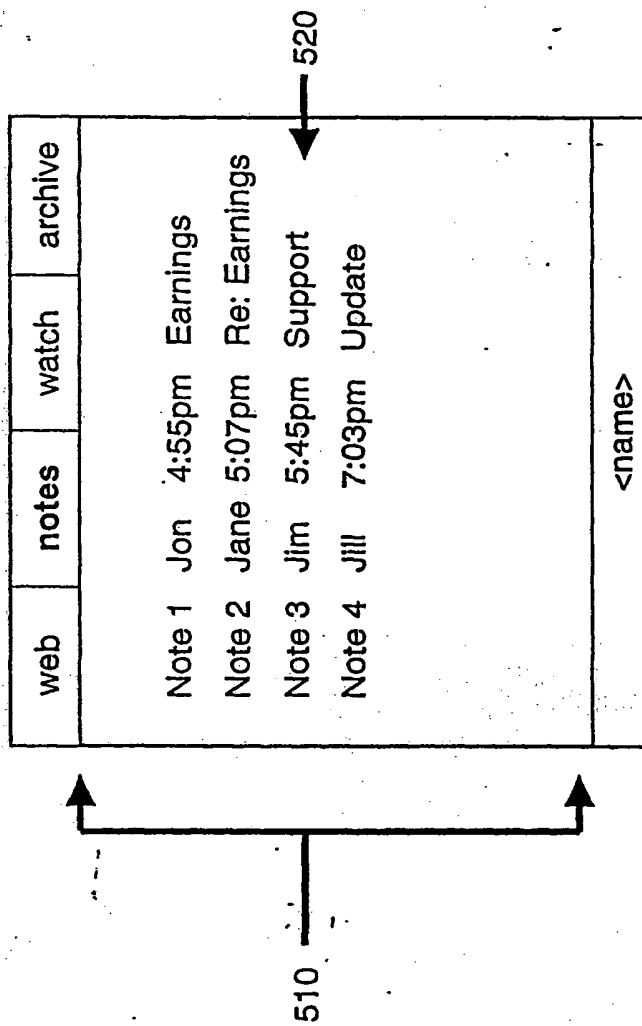 web notes watch archive
Note 1 Jon 4:55pm Earnings
Note 2 Jane 5:07pm Re: Earnings
Note 3 Jim 5:45pm Support
Note 4 Jill 7:03pm Update
<name>
510
520